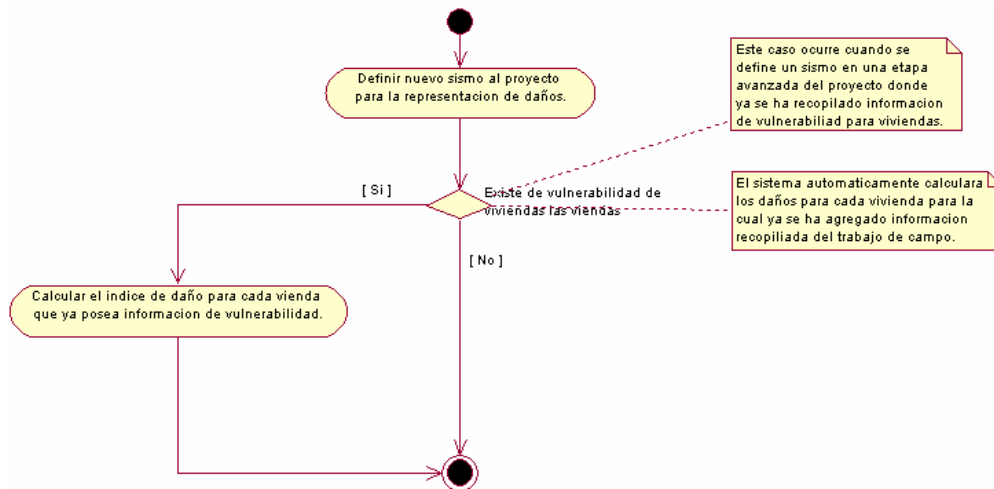 Definir nuevo sismo al proyecto
para la representacion de daños.
Este caso ocurre cuando se
define un sismo en una etapa
avanzada del proyecto donde
ya se ha recopilado informacion
de vulnerabiliad para viviendas.
[ Si ]
Existe de vulnerabilidad de
viviendas las viendas
El sistema automaticamente calculara
los daños para cada vivienda para la
cual ya se ha agregado informacion
recopiliada del trabajo de campo.
[ No ]
Calcular el indice de daño para cada vienda
que ya posea informacion de vulnerabilidad.